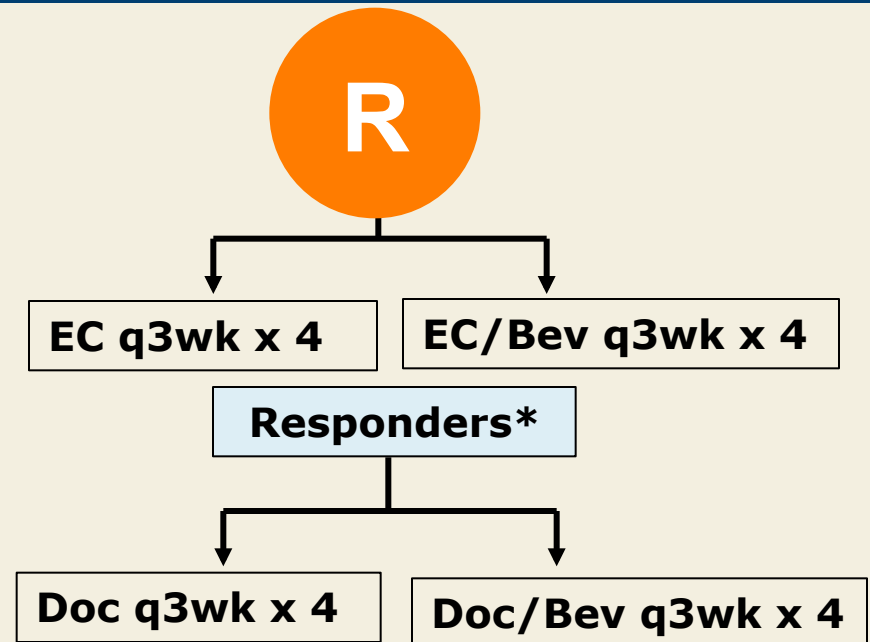 R
EC q3wk x 4
EC/Bev q3wk x 4
Responders*
Doc q3wk x 4
Doc/Bev q3wk x 4